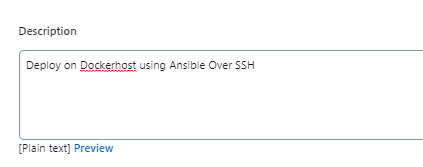 Description
Deploy on Dockerhost using Ansible Over SSH
[Plain text] Preview